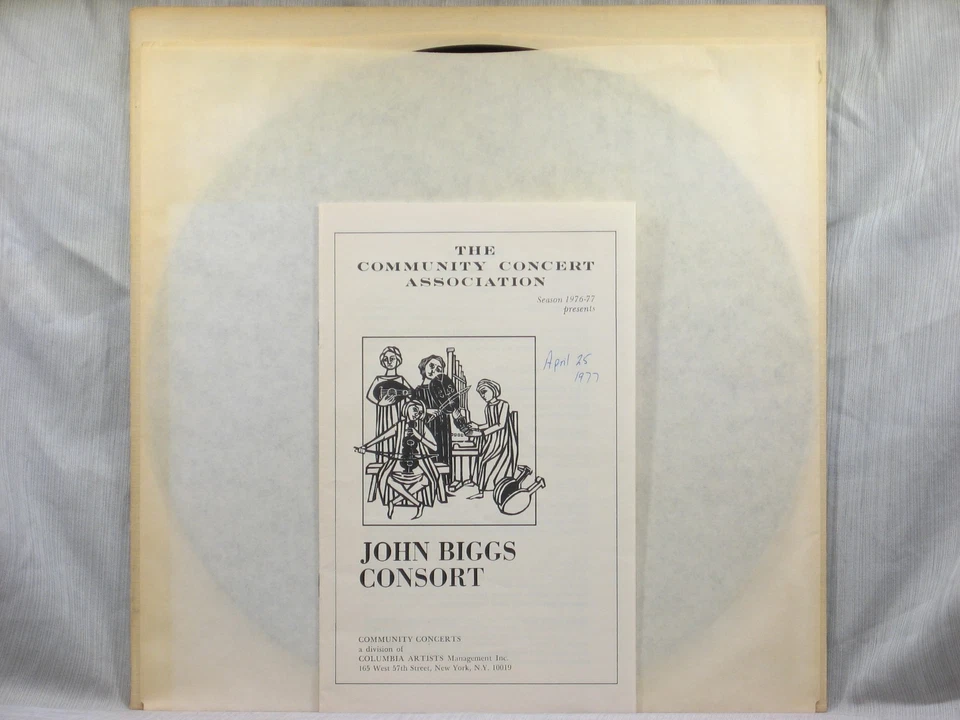 THE
COMMUNITY CONCERT
ASSOCIATION
Season 1976-77
presents
April 25
1977
JOHN BIGGS
CONSORT
COMMUNITY CONCERTS
a division of
COLUMBIA ARTISTS Management Inc.
165 West 57th Street, New York, N.Y. 10019